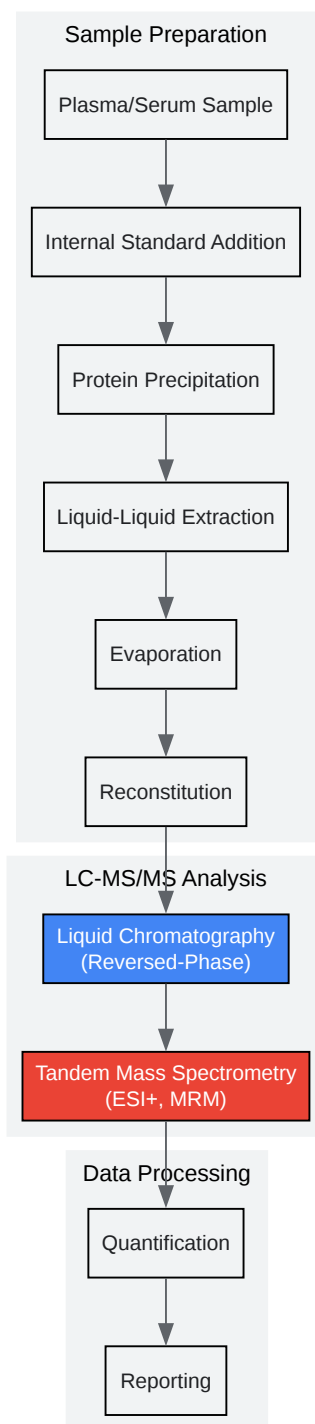 Sample Preparation
Plasma/Serum Sample
Internal Standard Addition
Protein Precipitation
Liquid-Liquid Extraction
Evaporation
Reconstitution
LC-MS/MS Analysis
Liquid Chromatography
(Reversed-Phase)
Tandem Mass Spectrometry
(ESI+, MRM)
Data Processing
Quantification
Reporting